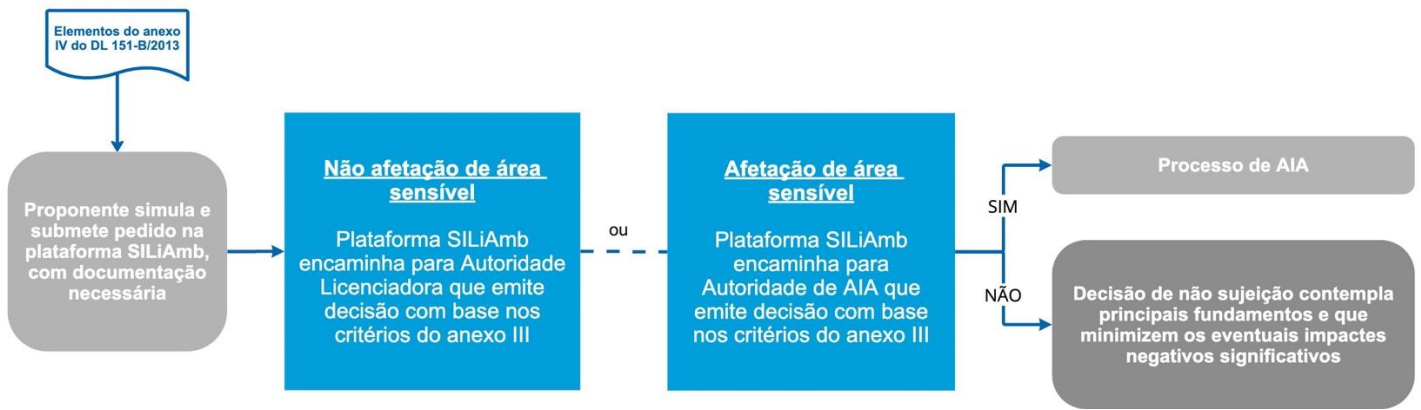 Elementos do anexo
IV do DL 151-B/2013
Proponente simula e
submete pedido na
plataforma SILiAmb,
com documentação
necessária
Não afetação de área
sensível
Plataforma SILiAmb
encaminha para Autoridade
Licenciadora que emite
decisão com base nos
critérios do anexo III
ou
Afetação de área
sensível
Plataforma SILiAmb
encaminha para
Autoridade de AIA que
emite decisão com base
nos critérios do anexo III
SIM
Processo de AIA
NÃO
Decisão de não sujeição contempla
principais fundamentos e que
minimizem os eventuais impactes
negativos significativos